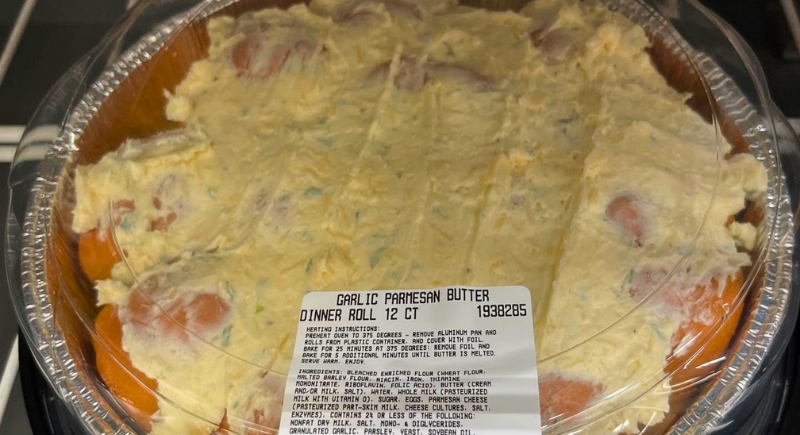 GARLIC PARMESAN BUTTER
DINNER ROLL 12 CT 1938285
HEATING INSTRUCTIONS:
PREHEAT OVEN TO 375 DEGREES - REMOVE ALUMINUM PAN AND
ROLLS FROM PLASTIC CONTAINER. AND COVER WITH FOIL.
BAKE FOR 25 MINUTES AT 375 DEGREES: REMOVE FOIL AND
BAKE FOR 5 ADDITIONAL MINUTES UNTIL BUTTER IS MELTED.
SERVE WARM. ENJOY.
INGREDIENTS: BLEACHED ENRICHED FLOUR (WHEAT FLOUR,
MALTED BARLEY FLOUR, NIACIN, IRON, THIAMINE
MONONITRATE, RIBOFLAVIN, FOLIC ACID), BUTTER (CREAM
AND/OR MILK, SALT), WATER, WHOLE MILK (PASTEURIZED
MILK WITH VITAMIN D), SUGAR, EGGS, PARMESAN CHEESE
(PASTEURIZED PART-SKIM MILK, CHEESE CULTURES, SALT,
ENZYMES), CONTAINS 2% OR LESS OF THE FOLLOWING:
NONFAT DRY MILK, SALT, MONO- & DIGLYCERIDES,
GRANULATED GARLIC, PARSLEY, YEAST, SOYBEAN OIL,